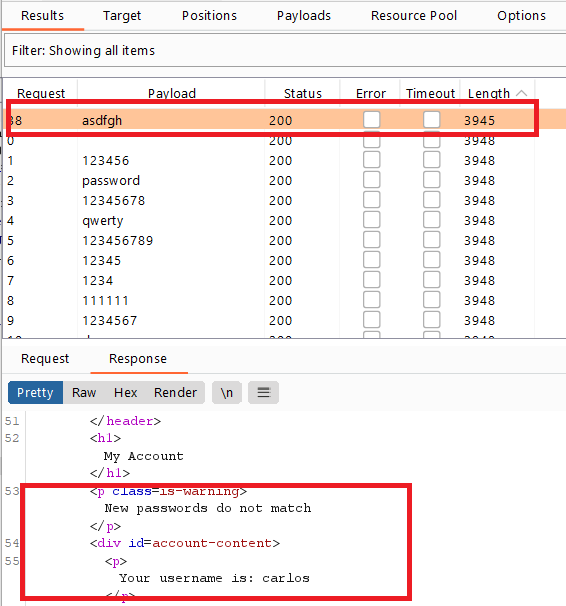 Results Target Positions Payloads Resource Pool Options
Filter: Showing all items
Request Payload Status Error Timeout Length
38 asdfgh 200 3945
0 200 3948
1 123456 200 3948
2 password 200 3948
3 12345678 200 3948
4 qwerty 200 3948
5 123456789 200 3948
6 12345 200 3948
7 1234 200 3948
8 111111 200 3948
9 1234567 200 3948
Request Response
Pretty Raw Hex Render \n
51 </header>
52 <h1>
My Account
</h1>
53 <p class=is-warning>
New passwords do not match
</p>
54 <div id=account-content>
55 <p>
Your username is: carlos
</p>